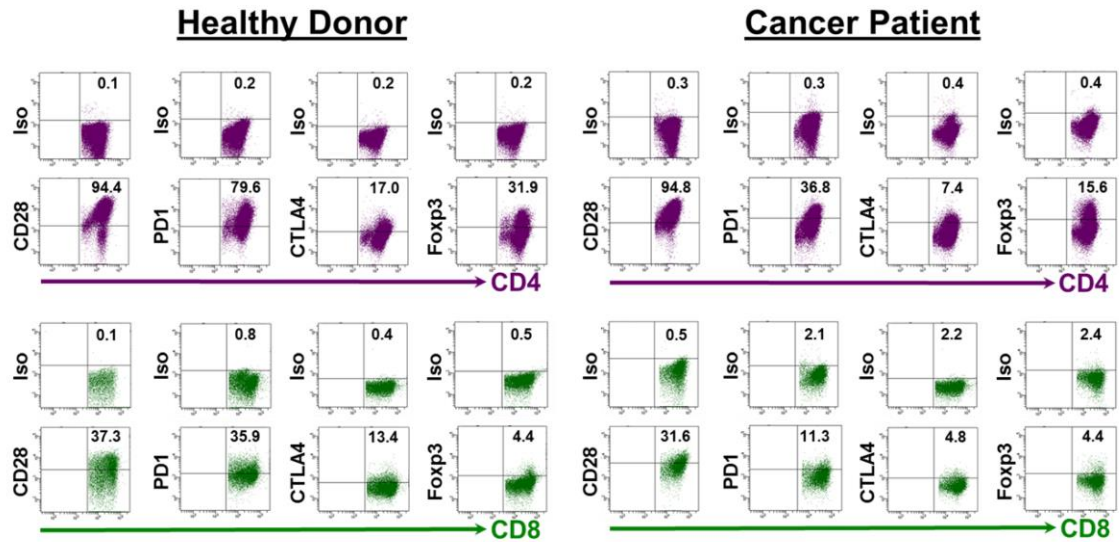 Healthy Donor
Cancer Patient
Iso 0.1 Iso 0.2 Iso 0.2 Iso 0.2
Iso 0.3 Iso 0.3 Iso 0.4 Iso 0.4
CD28 94.4 PD1 79.6 CTLA4 17.0 Foxp3 31.9
CD28 94.8 PD1 36.8 CTLA4 7.4 Foxp3 15.6
CD4
CD4
Iso 0.1 Iso 0.8 Iso 0.4 Iso 0.5
Iso 0.5 Iso 2.1 Iso 2.2 Iso 2.4
CD28 37.3 PD1 35.9 CTLA4 13.4 Foxp3 4.4
CD28 31.6 PD1 11.3 CTLA4 4.8 Foxp3 4.4
CD8
CD8